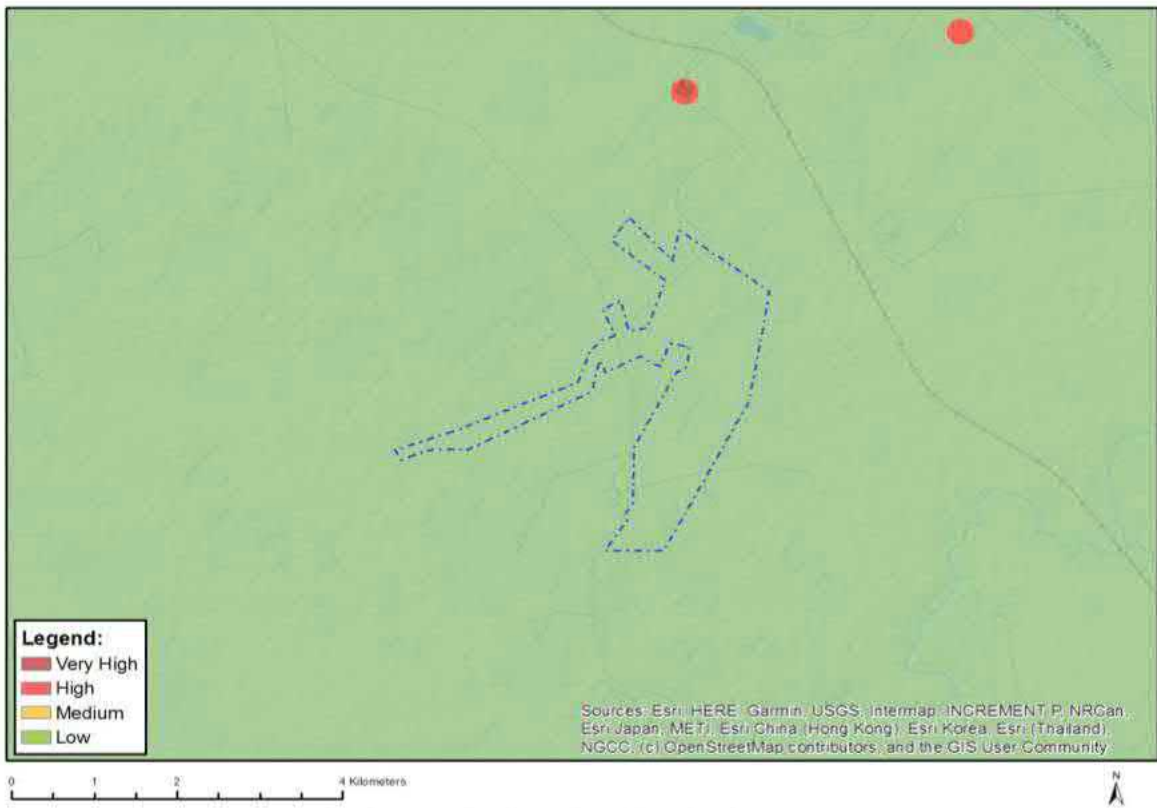 Legend:
Very High
High
Medium
Low
Sources: Esri, HERE, Garmin, USGS, Intermap, INCREMENT P, NRCan,
Esri Japan, METI, Esri China (Hong Kong), Esri Korea, Esri (Thailand),
NGCC, (c) OpenStreetMap contributors, and the GIS User Community
0 1 2 4 Kilometers
N